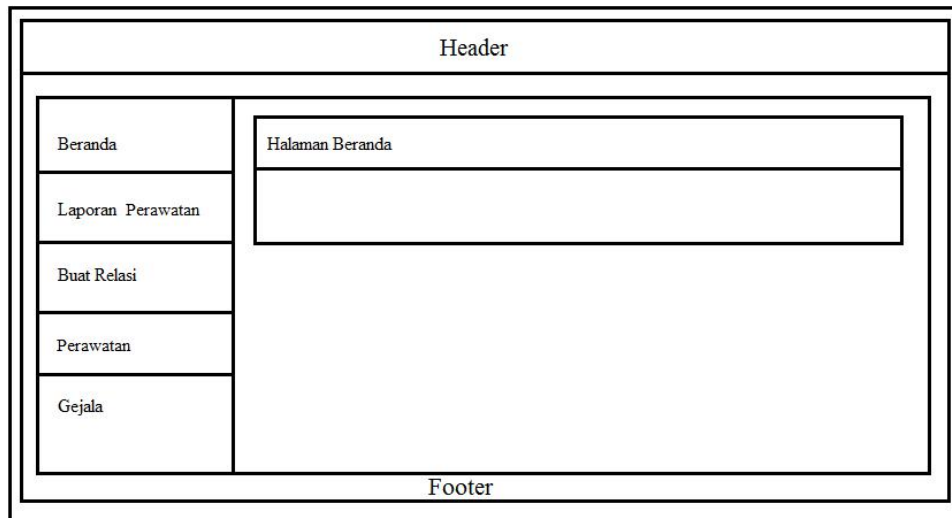 Header
Beranda
Halaman Beranda
Laporan Perawatan
Buat Relasi
Perawatan
Gejala
Footer